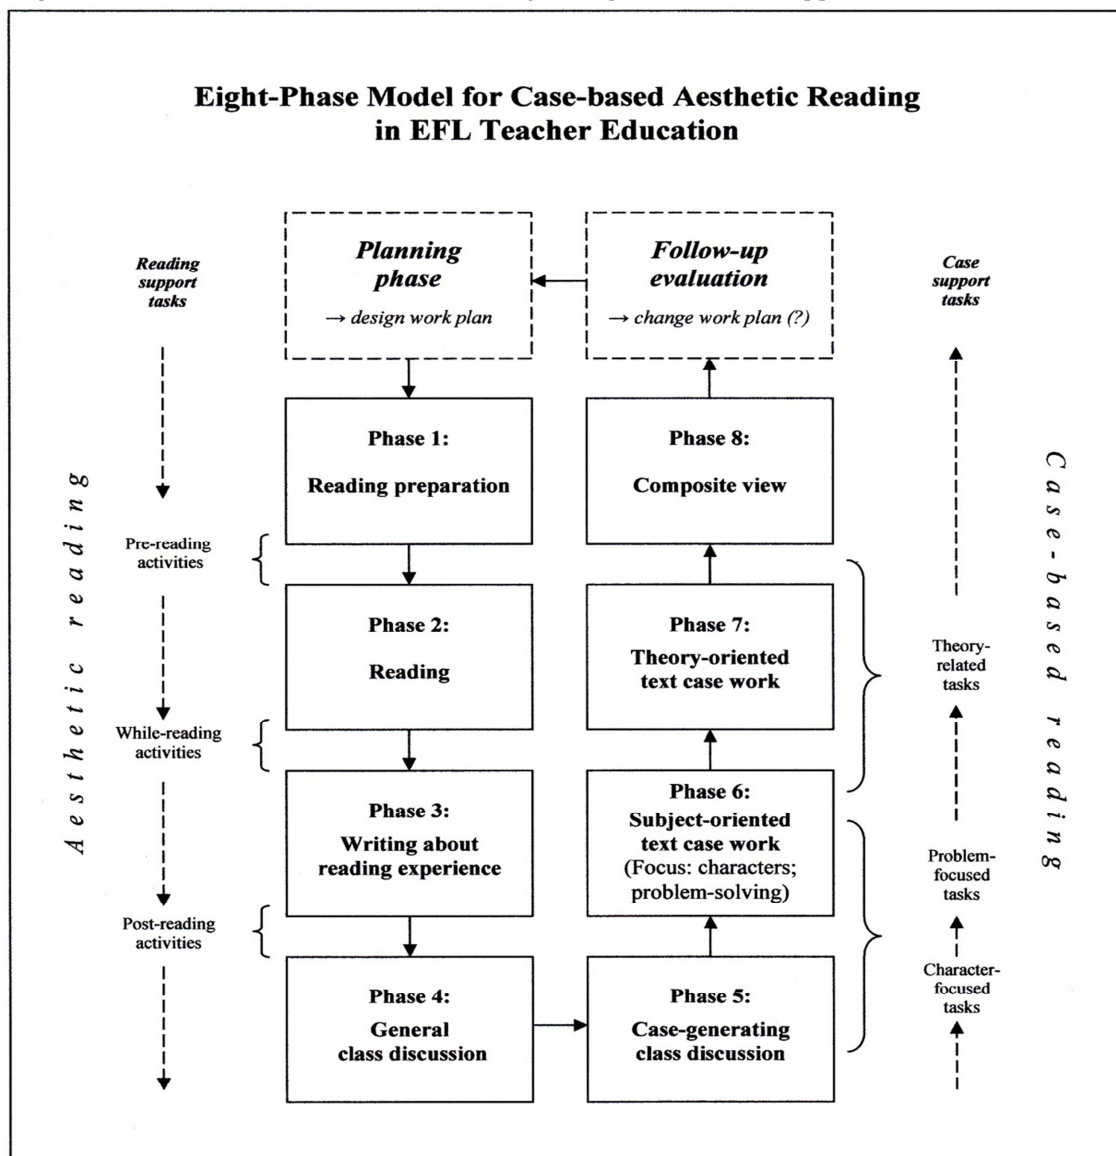 Eight-Phase Model for Case-based Aesthetic Reading
in EFL Teacher Education
Reading
support
tasks
Planning
phase
→ design work plan
Follow-up
evaluation
→ change work plan (?)
Case
support
tasks
Aesthetic reading
Phase 1:
Reading preparation
Phase 8:
Composite view
Case-based reading
Pre-reading
activities
Phase 2:
Reading
Phase 7:
Theory-oriented
text case work
Theory-
related
tasks
While-reading
activities
Phase 3:
Writing about
reading experience
Phase 6:
Subject-oriented
text case work
(Focus: characters;
problem-solving)
Problem-
focused
tasks
Post-reading
activities
Phase 4:
General
class discussion
Phase 5:
Case-generating
class discussion
Character-
focused
tasks